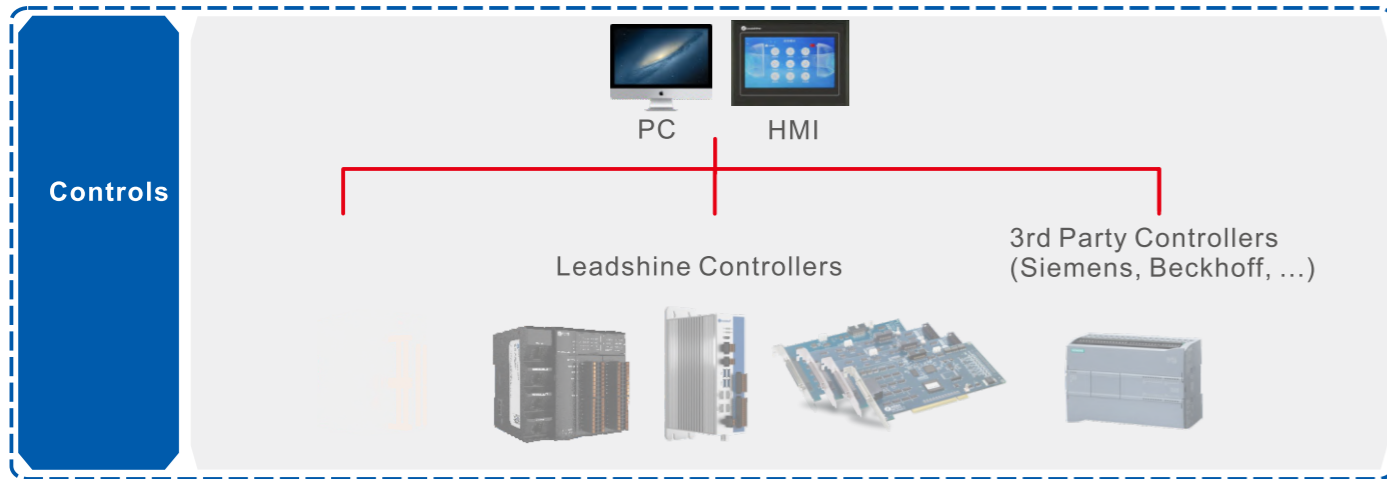 PC
HMI
Controls
Leadshine Controllers
3rd Party Controllers
(Siemens, Beckhoff, ...)